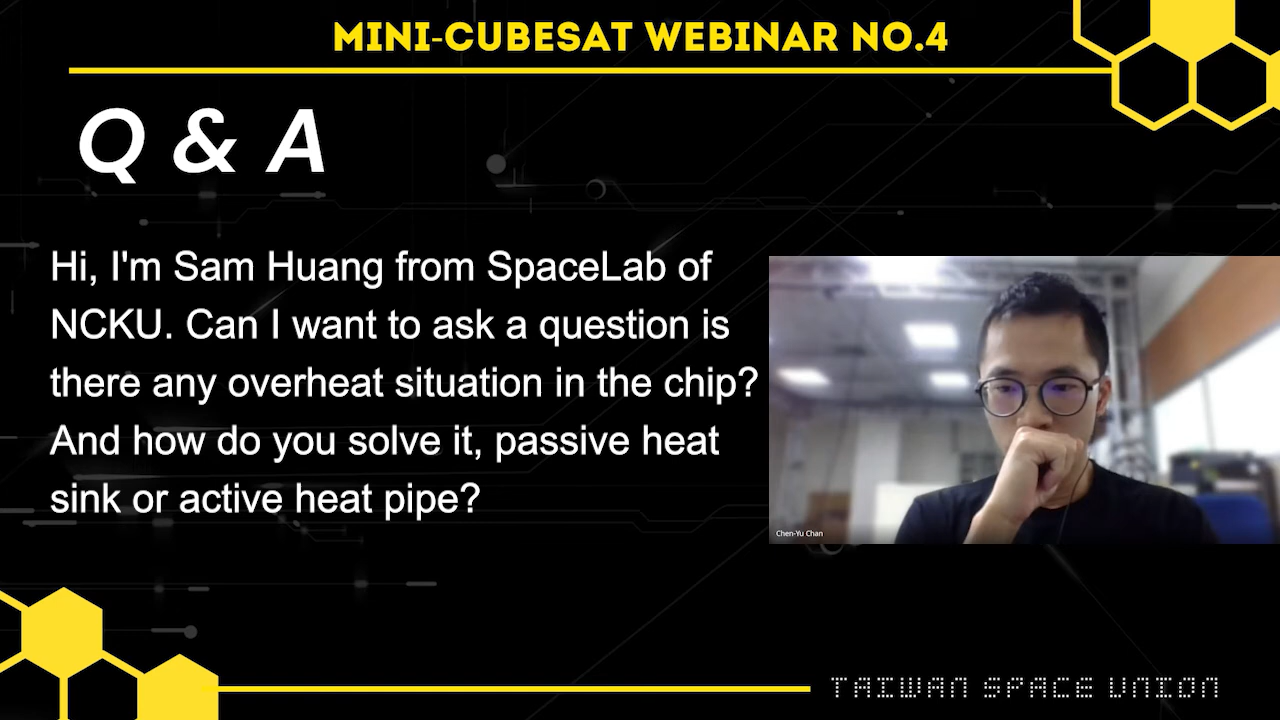 MINI-CUBESAT WEBINAR NO.4
Q & A
Hi, I'm Sam Huang from SpaceLab of
NCKU. Can I want to ask a question is
there any overheat situation in the chip?
And how do you solve it, passive heat
sink or active heat pipe?
Chen-Yu Chan
TAIWAN SPACE UNION